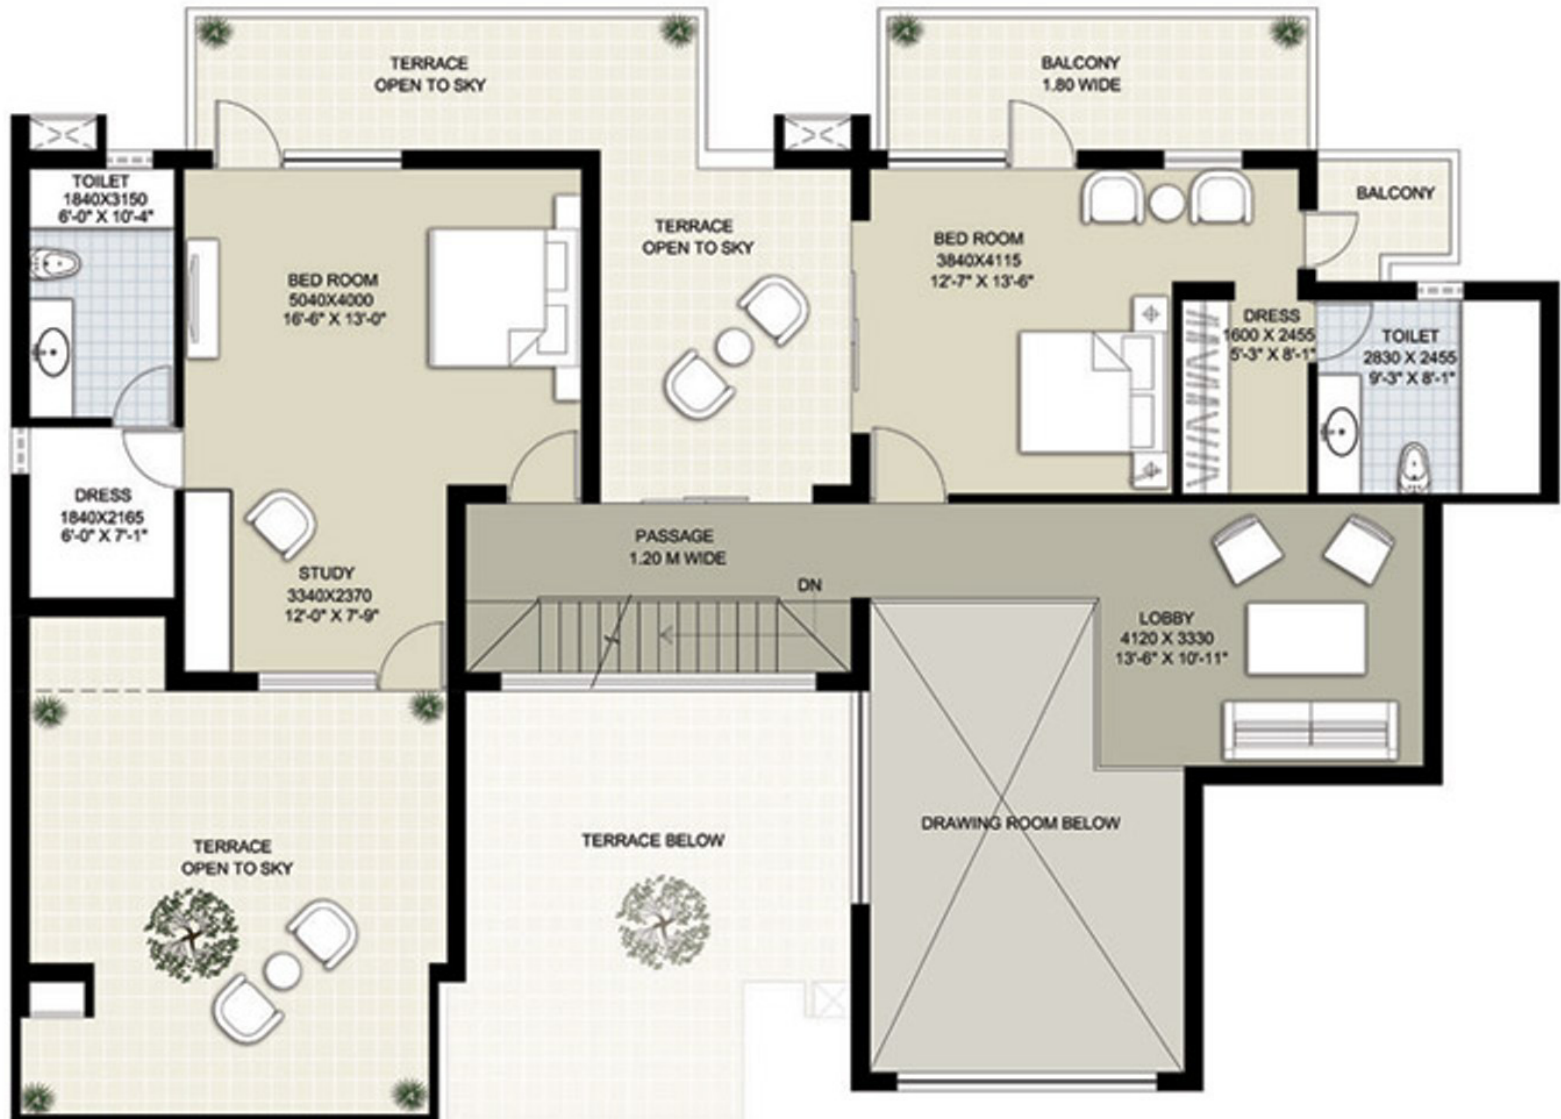 TERRACE
OPEN TO SKY
BALCONY
1.80 WIDE
TOILET
1840X3150
6'-0" X 10'-4"
BALCONY
TERRACE
OPEN TO SKY
BED ROOM
3840X4115
12'-7" X 13'-6"
BED ROOM
5040X4000
16'-6" X 13'-0"
DRESS
1600 X 2455
5'-3" X 8'-1"
TOILET
2830 X 2455
9'-3" X 8'-1"
DRESS
1840X2165
6'-0" X 7'-1"
PASSAGE
1.20 M WIDE
STUDY
3340X2370
12'-0" X 7'-9"
DN
LOBBY
4120 X 3330
13'-6" X 10'-11"
TERRACE
OPEN TO SKY
TERRACE BELOW
DRAWING ROOM BELOW